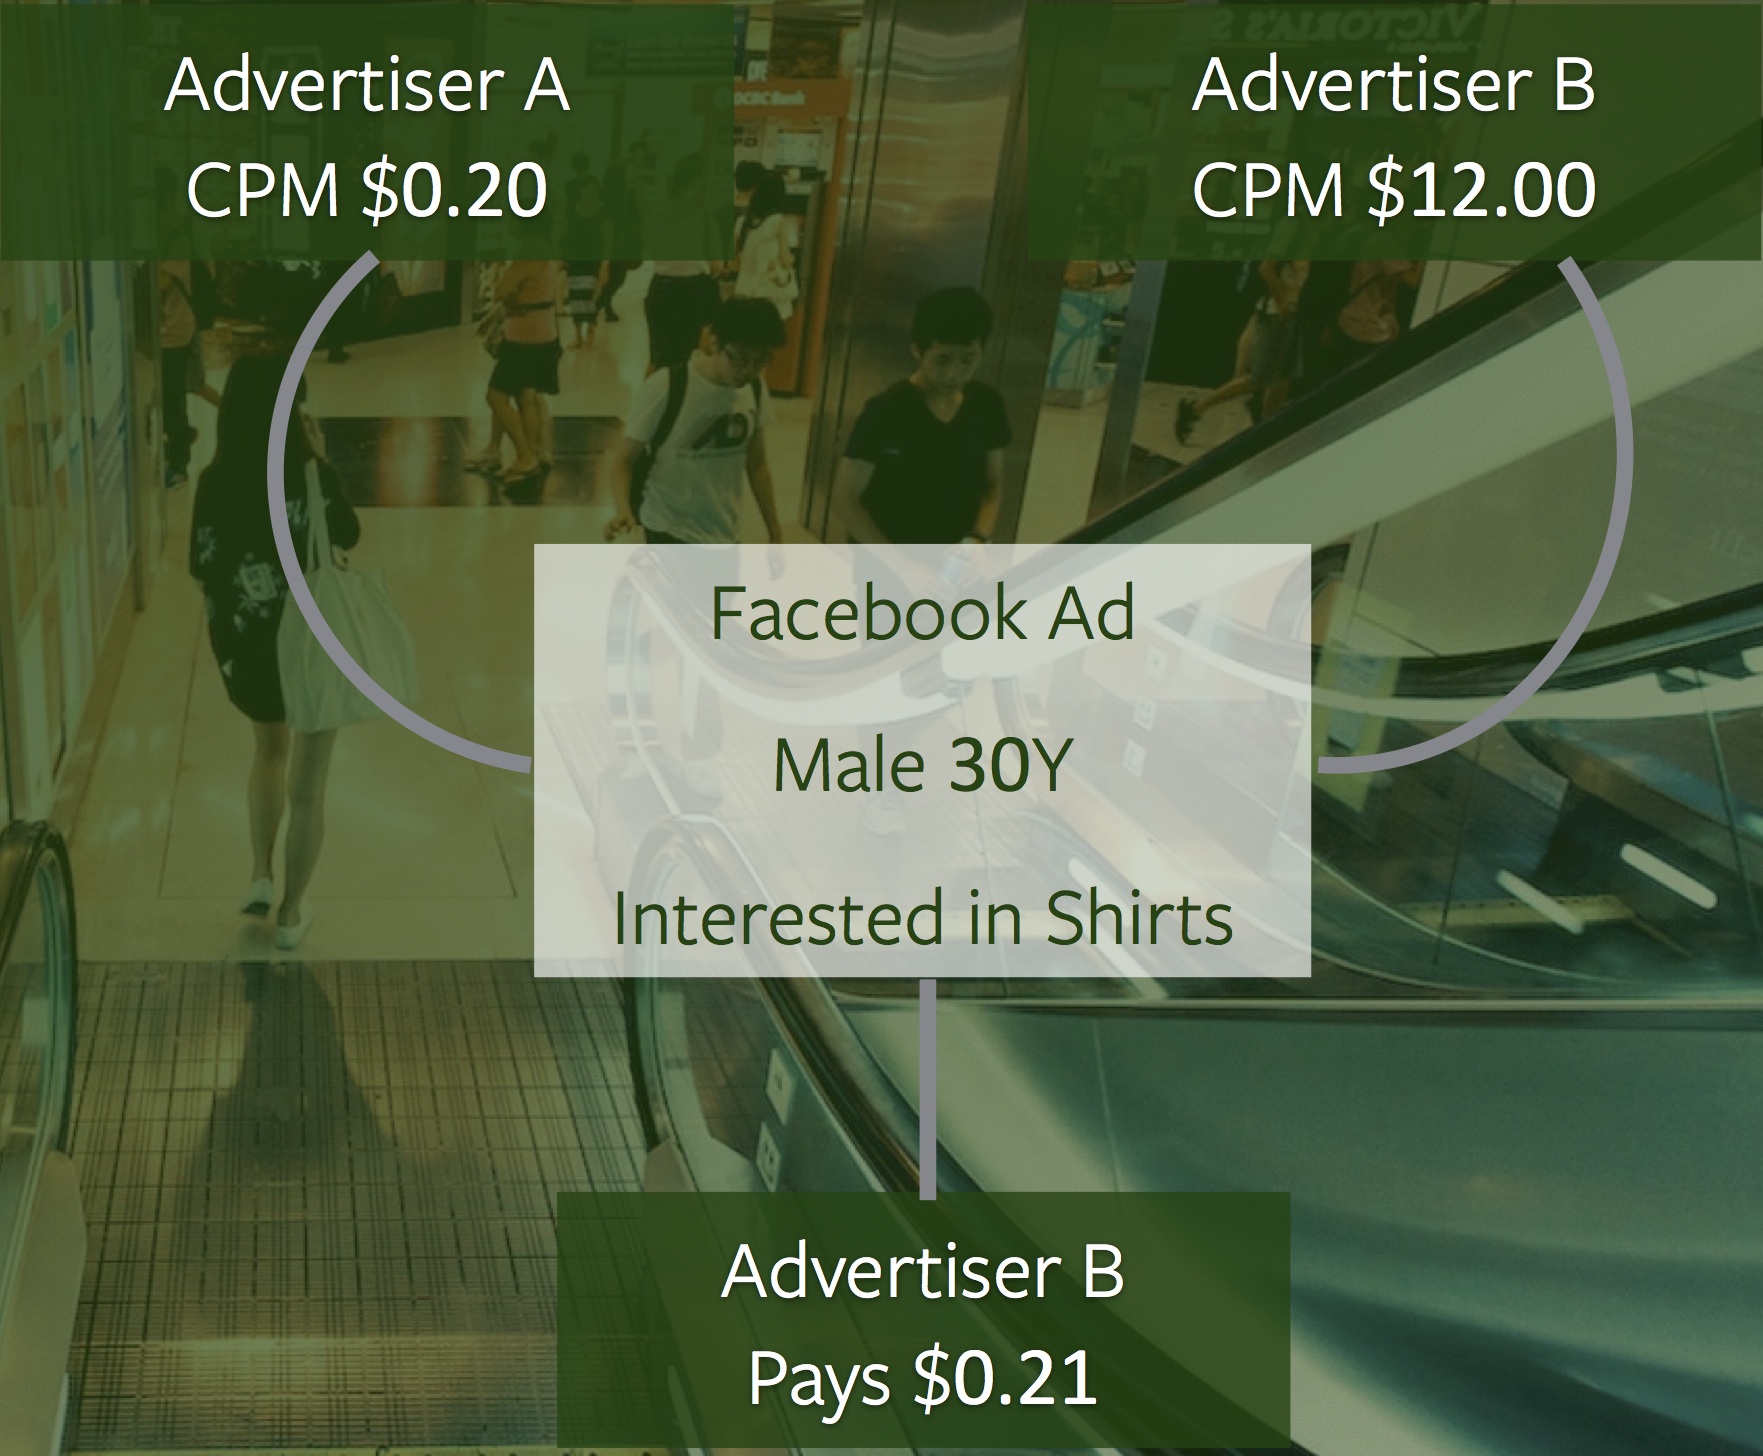 Advertiser A
CPM $0.20
Advertiser B
CPM $12.00
Facebook Ad
Male 30Y
Interested in Shirts
Advertiser B
Pays $0.21